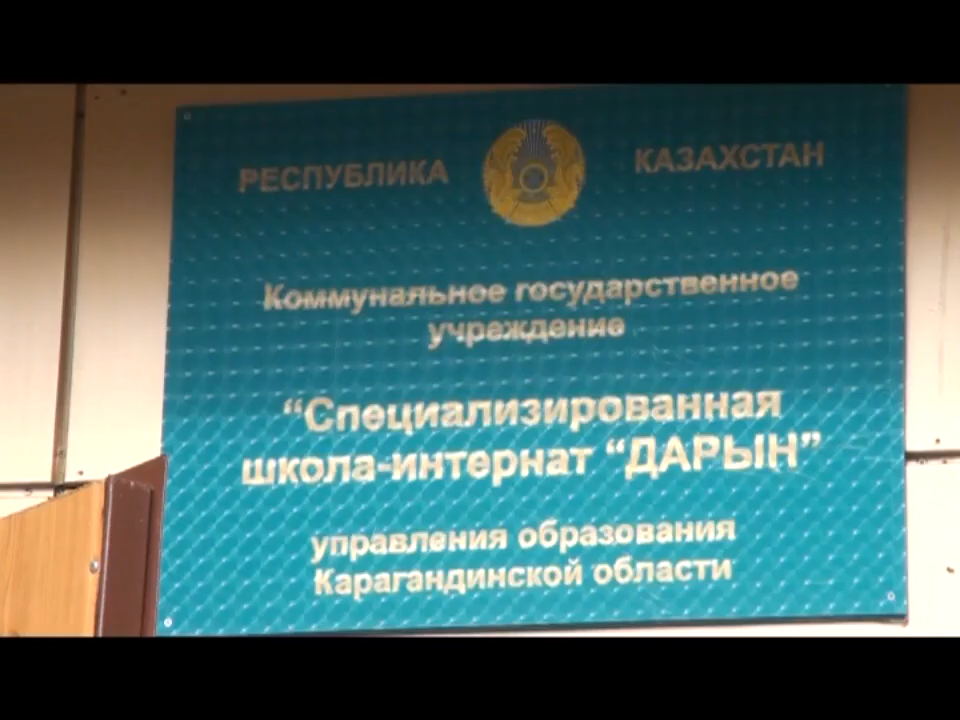 РЕСПУБЛИКА КАЗАХСТАН
Коммунальное государственное
учреждение
“Специализированная
школа-интернат “ДАРЫН”
управления образования
Карагандинской области